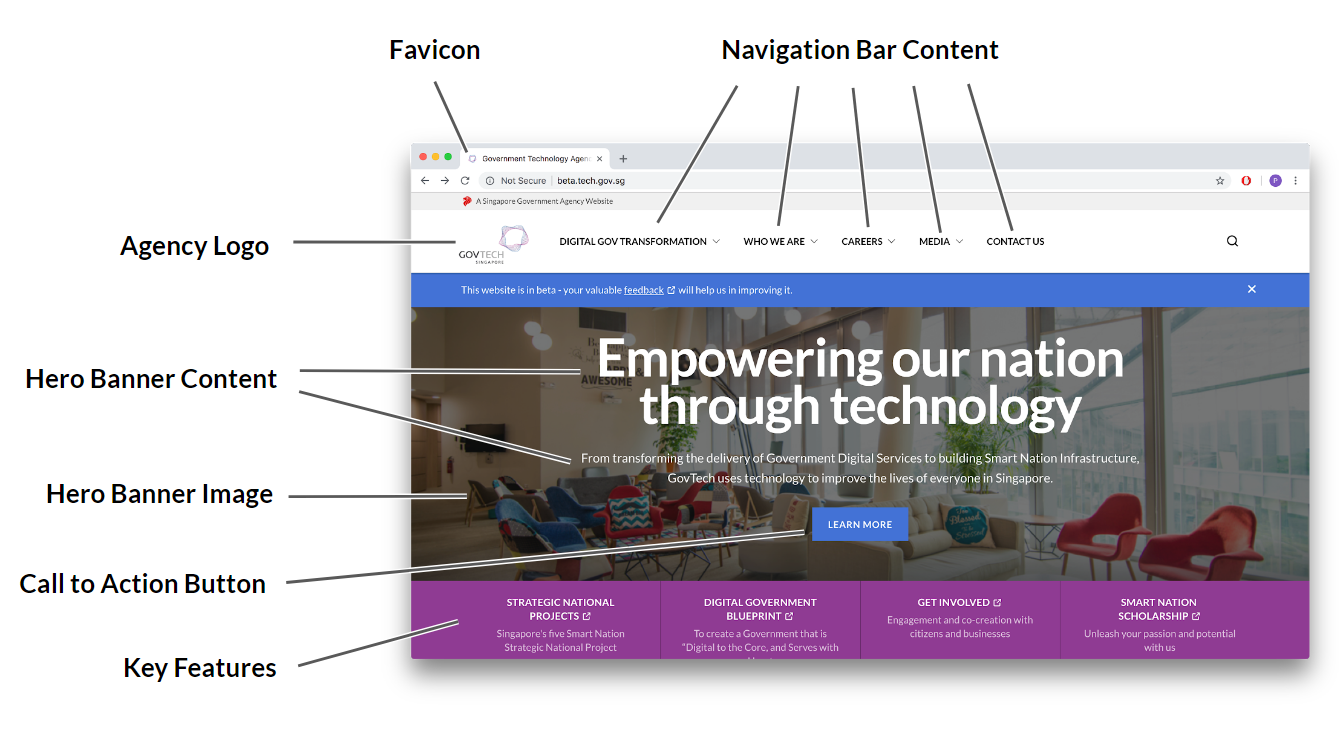 Favicon
Navigation Bar Content
Government Technology Agen
Not Secure
beta.tech.gov.sg
P
A Singapore Government Agency Website
Agency Logo
GOVTECH
SINGAPORE
DIGITAL GOV TRANSFORMATION
WHO WE ARE
CAREERS
MEDIA
CONTACT US
This website is in beta - your valuable feedback will help us in improving it.
Hero Banner Content
AWESOME
Empowering our nation
through technology
From transforming the delivery of Government Digital Services to building Smart Nation Infrastructure,
GovTech uses technology to improve the lives of everyone in Singapore.
Hero Banner Image
LEARN MORE
Call to Action Button
Key Features
STRATEGIC NATIONAL
PROJECTS
Singapore's five Smart Nation
Strategic National Project
DIGITAL GOVERNMENT
BLUEPRINT
To create a Government that is
"Digital to the Core, and Serves with
GET INVOLVED
Engagement and co-creation with
citizens and businesses
SMART NATION
SCHOLARSHIP
Unleash your passion and potential
with us